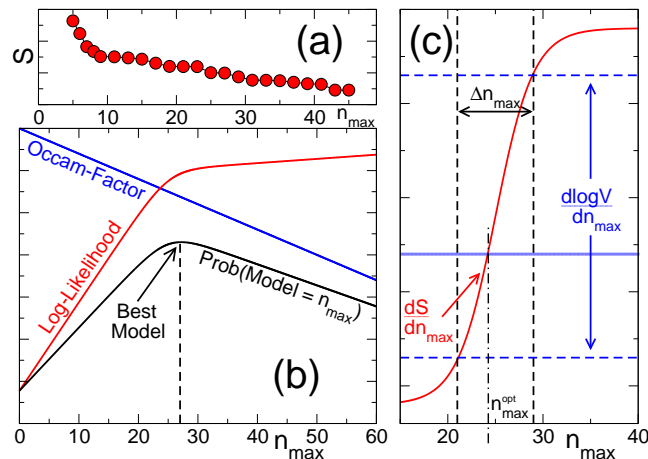 (a)
S
0
10
20
30
40
50
n_max
Occam-Factor
Log-Likelihood
Best
Model
Prob(Model = n_max)
(b)
0
10
20
30
40
50
60
n_max
(c)
Δn_max
dlogV
dn_max
dS
dn_max
n_max^opt
20
30
40
n_max